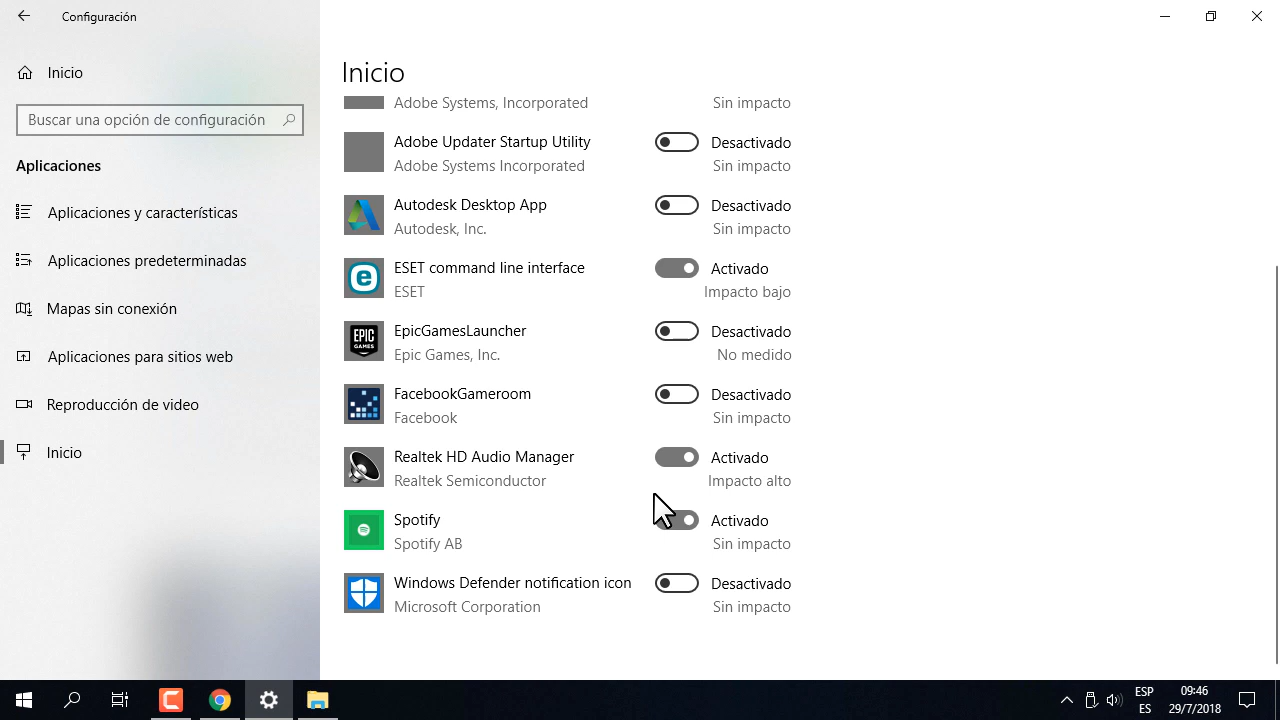 Configuración
Inicio
Buscar una opción de configuración
Aplicaciones
Aplicaciones y características
Aplicaciones predeterminadas
Mapas sin conexión
Aplicaciones para sitios web
Reproducción de video
Inicio
Inicio
Adobe Systems, Incorporated Sin impacto
Adobe Updater Startup Utility Desactivado
Adobe Systems Incorporated Sin impacto
Autodesk Desktop App Desactivado
Autodesk, Inc. Sin impacto
ESET command line interface Activado
ESET Impacto bajo
EPIC GAMES
EpicGamesLauncher Desactivado
Epic Games, Inc. No medido
FacebookGameroom Desactivado
Facebook Sin impacto
Realtek HD Audio Manager Activado
Realtek Semiconductor Impacto alto
Spotify Activado
Spotify AB Sin impacto
Windows Defender notification icon Desactivado
Microsoft Corporation Sin impacto
ESP
ES
09:46
29/7/2018